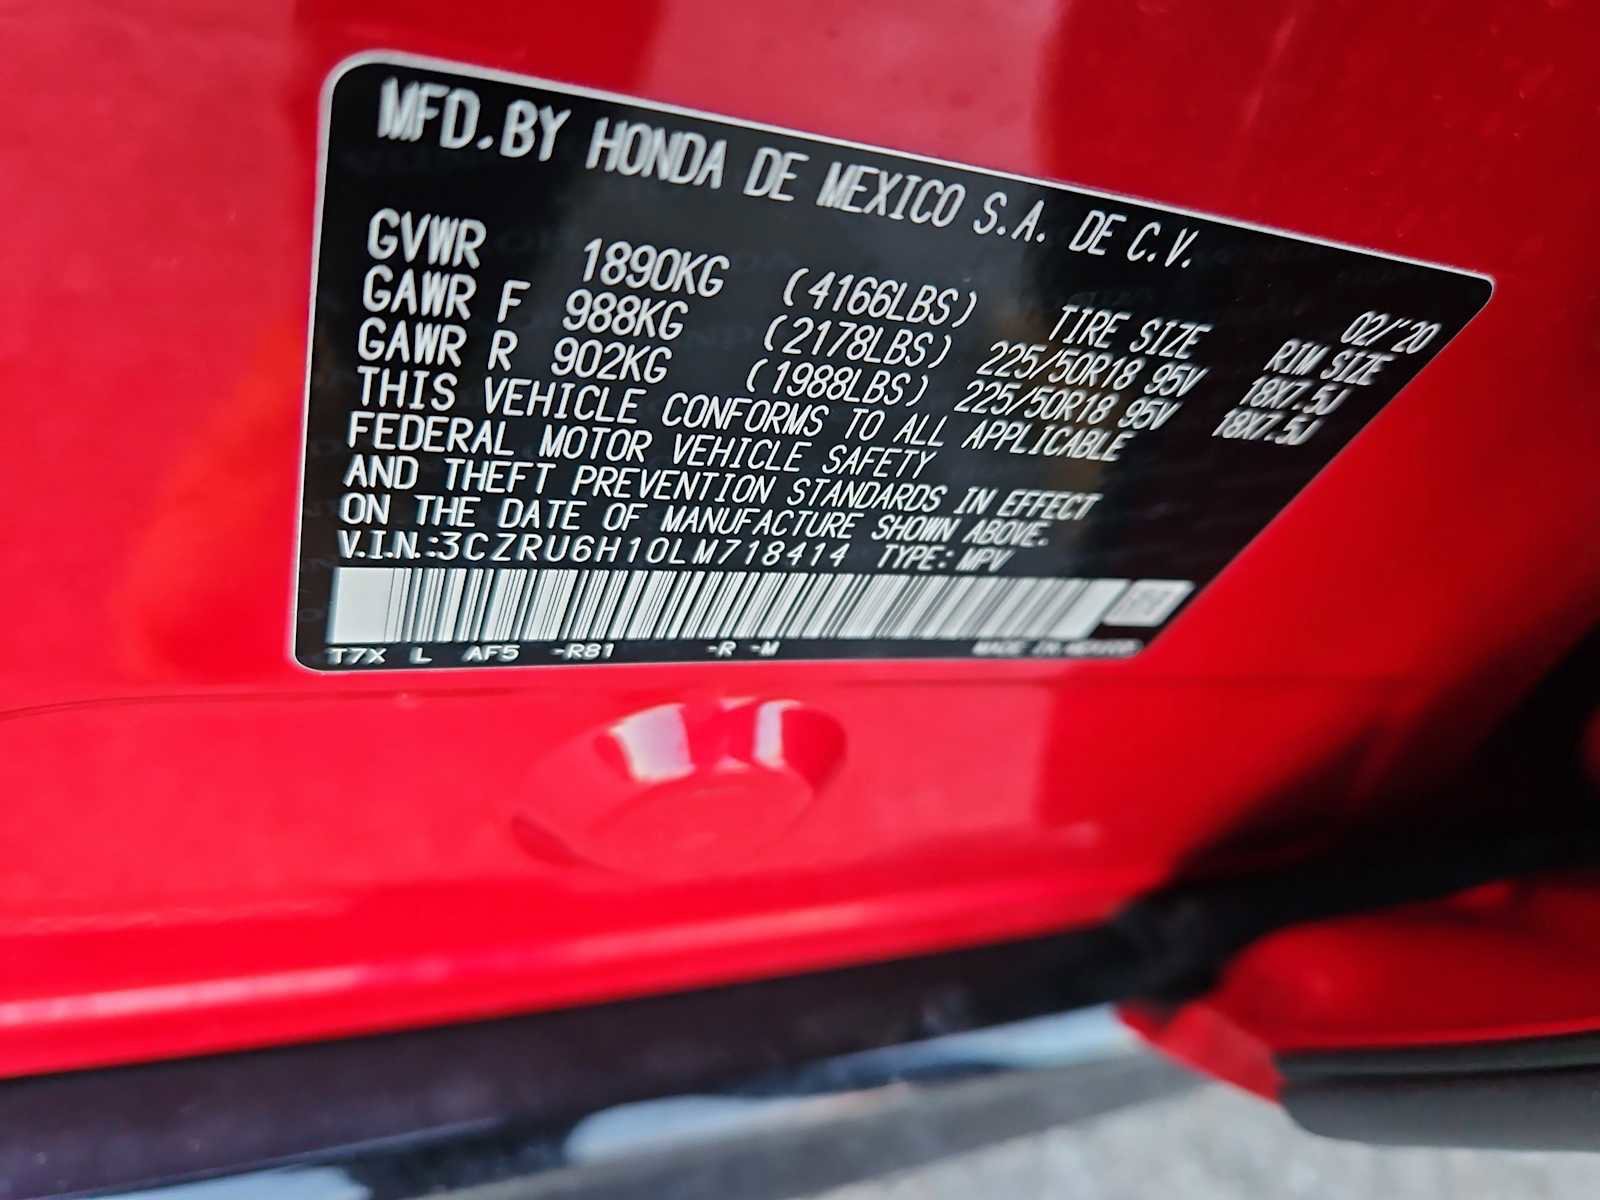 MFD. BY HONDA DE MEXICO S.A. DE C.V.
02/'20
GVWR 1890KG (4166LBS) TIRE SIZE RIM SIZE
GAWR F 988KG (2178LBS) 225/50R18 95V 18X7.5J
GAWR R 902KG (1988LBS) 225/50R18 95V 18X7.5J
THIS VEHICLE CONFORMS TO ALL APPLICABLE
FEDERAL MOTOR VEHICLE SAFETY
AND THEFT PREVENTION STANDARDS IN EFFECT
ON THE DATE OF MANUFACTURE SHOWN ABOVE.
V.I.N.:3CZRU6H10LM718414 TYPE: MPV
T7X L AF5 -R81 -R -M MADE IN MEXICO